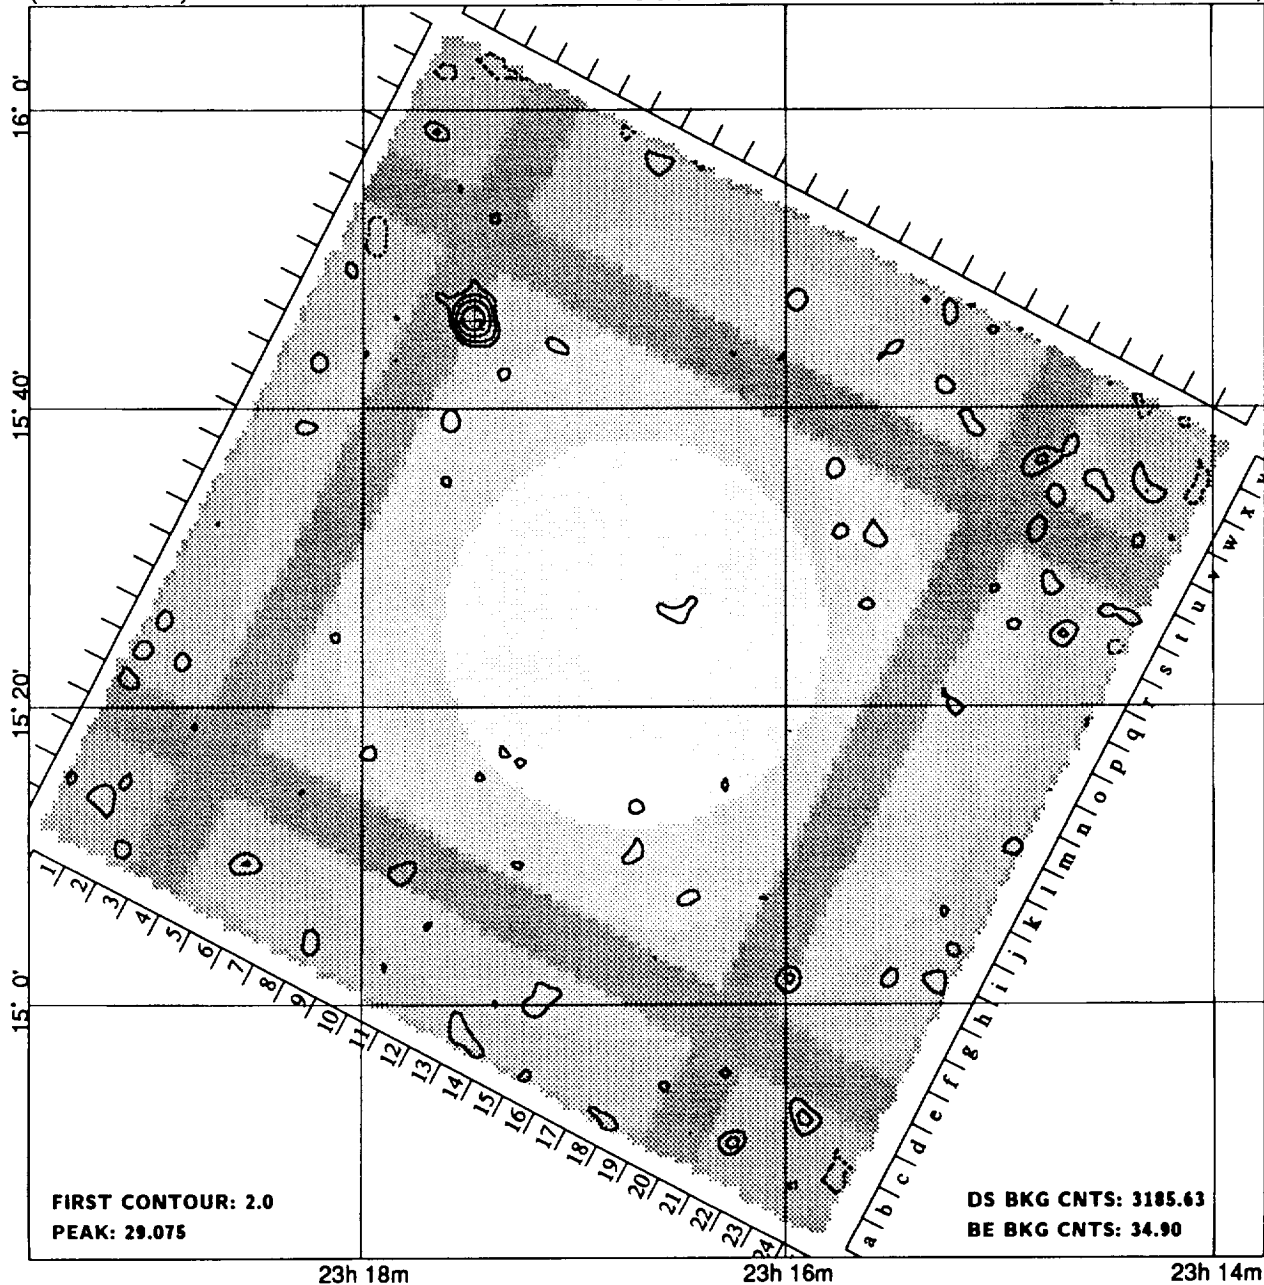 16° 0'
15° 40'
15° 20'
15° 0'
1 2 3 4 5 6 7 8 9 10 11 12 13 14 15 16 17 18 19 20 21 22 23 24
a b c d e f g h i j k l m n o p q r s t u v w x
FIRST CONTOUR: 2.0
PEAK: 29.075
DS BKG CNTS: 3185.63
BE BKG CNTS: 34.90
23h 18m
23h 16m
23h 14m